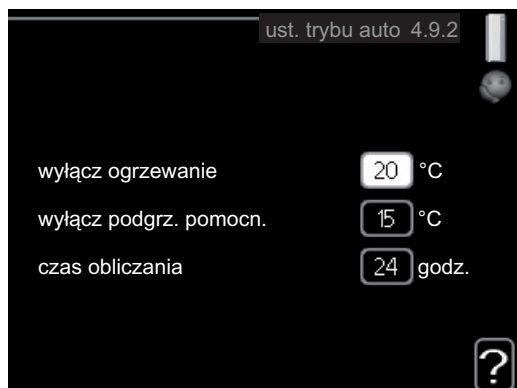 ust. trybu auto 4.9.2
wyłącz ogrzewanie 20 °C
wyłącz podgrz. pomocn. 15 °C
czas obliczania 24 godz.
?